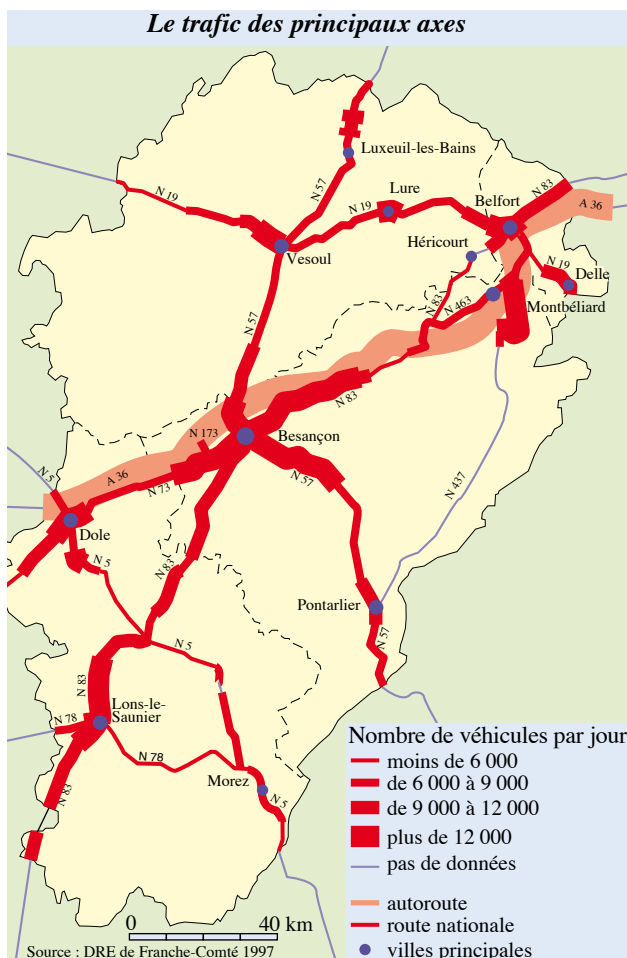 Le trafic des principaux axes
Luxeuil-les-Bains
N 57
N 19
Lure
N 19
Belfort
N 83
A 36
Héricourt
Vesoul
N 19
Delle
N 83
N 463
Montbéliard
N 57
N 83
N 173
Besançon
N 5
A 36
N 73
N 57
N 437
Dole
N 5
N 83
Pontarlier
N 5
N 57
N 83
Lons-le-
Saunier
N 78
N 78
Morez
N 5
N 83
Nombre de véhicules par jour
moins de 6 000
de 6 000 à 9 000
de 9 000 à 12 000
plus de 12 000
pas de données
autoroute
route nationale
villes principales
0 40 km
Source : DRE de Franche-Comté 1997